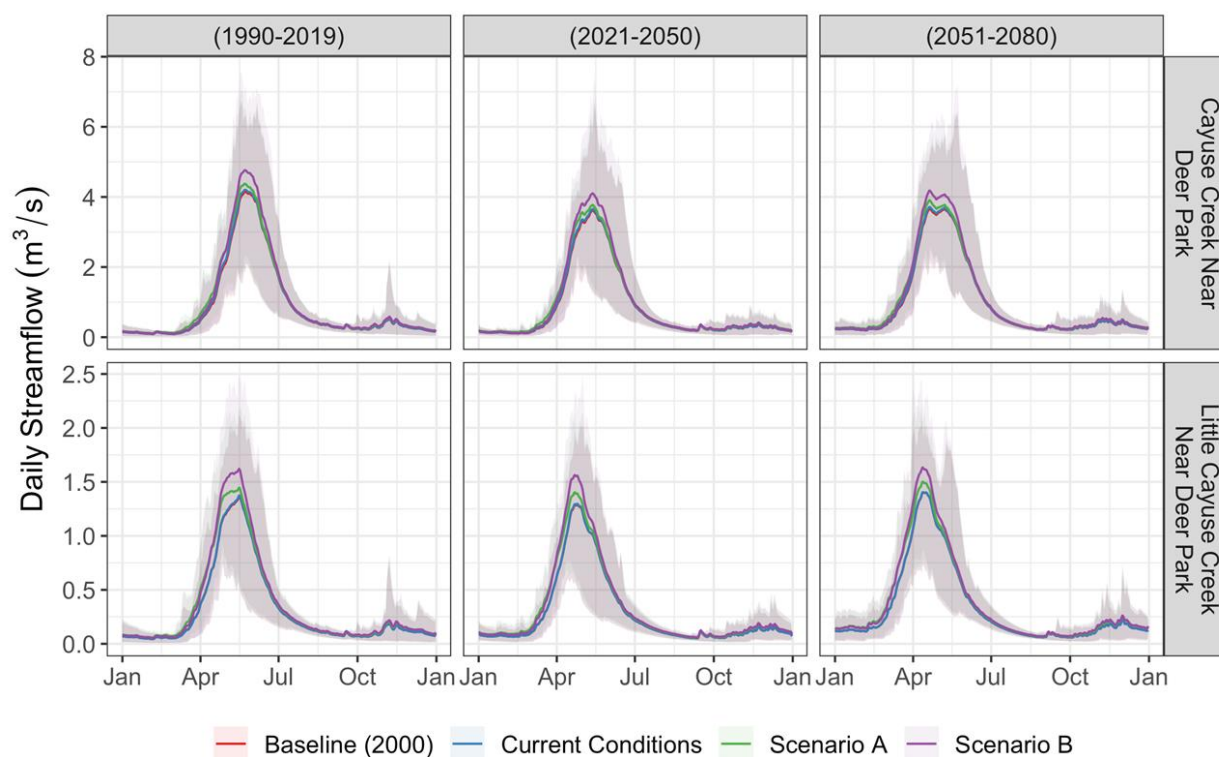 (1990-2019) (2021-2050) (2051-2080)
Daily Streamflow (m³/s)
8
6
4
2
0
Cayuse Creek Near
Deer Park
2.5
2.0
1.5
1.0
0.5
0.0
Little Cayuse Creek
Near Deer Park
Jan Apr Jul Oct Jan Jan Apr Jul Oct Jan Jan Apr Jul Oct Jan
Baseline (2000) Current Conditions Scenario A Scenario B